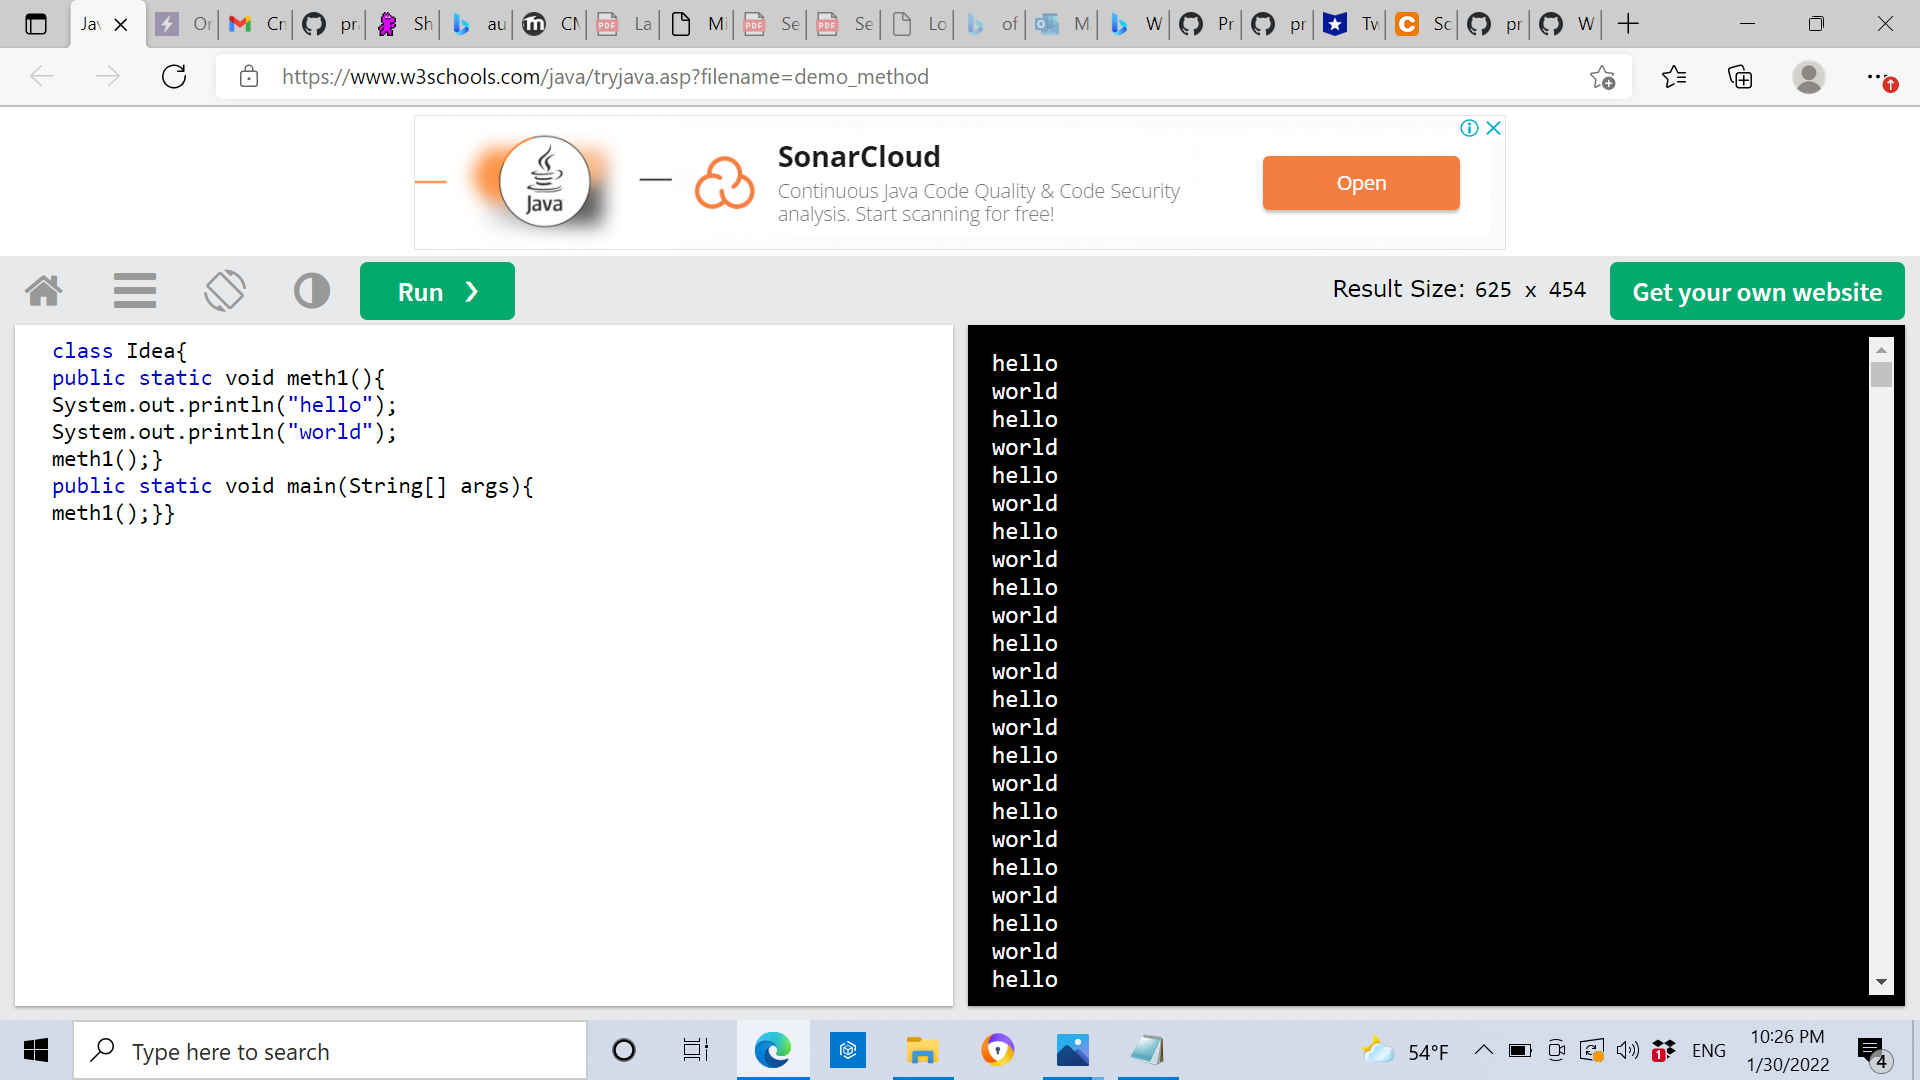 Ja
Or
Cr
pr
Sh
au
CM
La
Mi
Se
Se
Lo
of
M
W
Pr
pr
Tw
Sc
pr
W
https://www.w3schools.com/java/tryjava.asp?filename=demo_method
Java
SonarCloud
Continuous Java Code Quality & Code Security
analysis. Start scanning for free!
Open
Run ❯
Result Size: 625 x 454
Get your own website
class Idea{
public static void meth1(){
System.out.println("hello");
System.out.println("world");
meth1();}
public static void main(String[] args){
meth1();}}
hello
world
hello
world
hello
world
hello
world
hello
world
hello
world
hello
world
hello
world
hello
world
hello
world
hello
world
hello
Type here to search
54°F
1
ENG
10:26 PM
1/30/2022
4